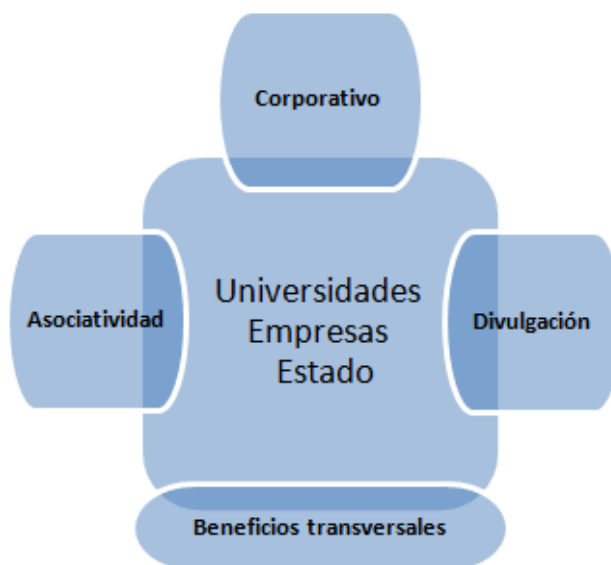 Corporativo
Universidades
Empresas
Estado
Asociatividad
Divulgación
Beneficios transversales